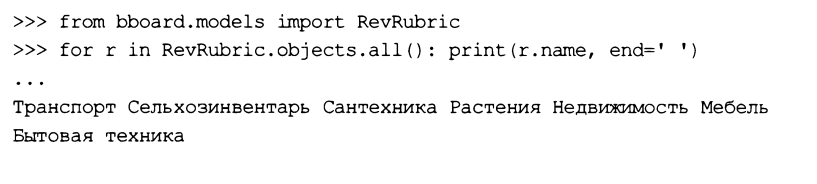 >>> from bboard.models import RevRubric
>>> for r in RevRubric.objects.all(): print(r.name, end=' ')
...
Транспорт Сельхозинвентарь Сантехника Растения Недвижимость Мебель
Бытовая техника